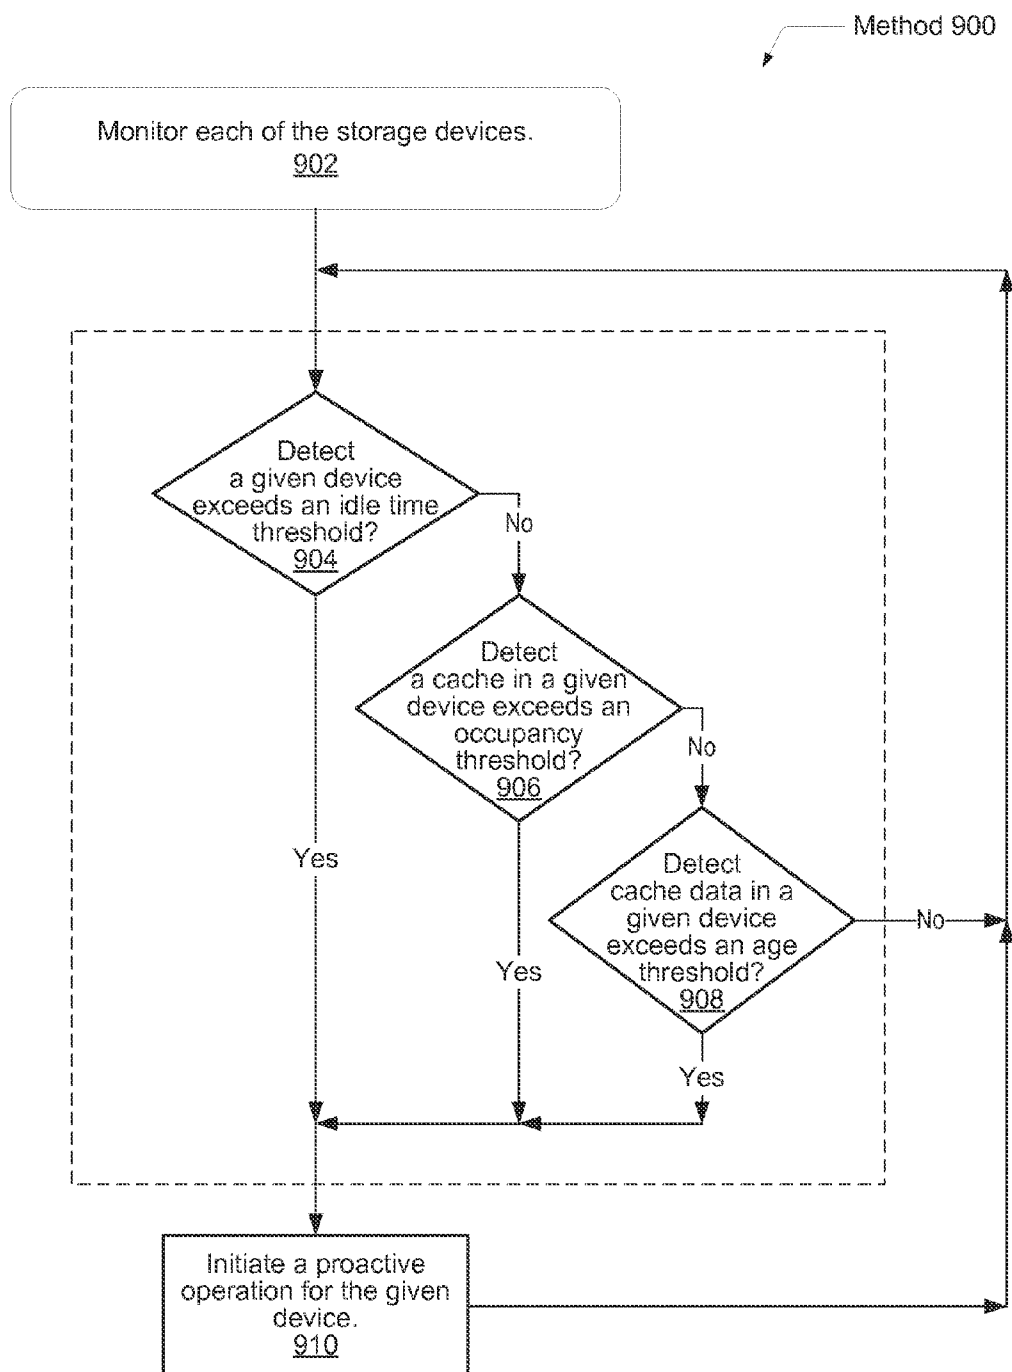 Method 900
Monitor each of the storage devices.
902
Detect
a given device
exceeds an idle time
threshold?
904
No
Detect
a cache in a given
device exceeds an
occupancy
threshold?
906
No
Yes
Detect
cache data in a
given device
exceeds an age
threshold?
908
No
Yes
Yes
Initiate a proactive
operation for the given
device.
910